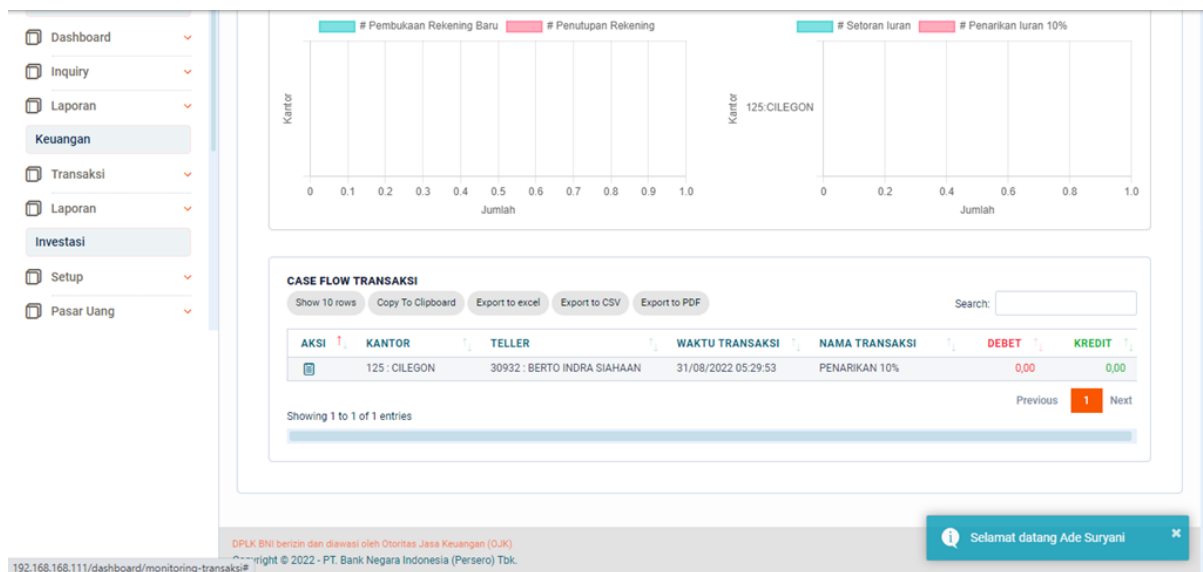 Dashboard
Inquiry
Laporan
Keuangan
Transaksi
Laporan
Investasi
Setup
Pasar Uang
# Pembukaan Rekening Baru # Penutupan Rekening
Kantor
0 0.1 0.2 0.3 0.4 0.5 0.6 0.7 0.8 0.9 1.0
Jumlah
# Setoran Iuran # Penarikan Iuran 10%
Kantor
125:CILEGON
0 0.2 0.4 0.6 0.8 1.0
Jumlah
CASE FLOW TRANSAKSI
Show 10 rows Copy To Clipboard Export to excel Export to CSV Export to PDF Search:
AKSI KANTOR TELLER WAKTU TRANSAKSI NAMA TRANSAKSI DEBET KREDIT
125 : CILEGON 30932 : BERTO INDRA SIAHAAN 31/08/2022 05:29:53 PENARIKAN 10% 0,00 0,00
Previous 1 Next
Showing 1 to 1 of 1 entries
DPLK BNI berizin dan diawasi oleh Otoritas Jasa Keuangan (OJK)
© 2022 - PT. Bank Negara Indonesia (Persero) Tbk.
Selamat datang Ade Suryani
192.168.168.111/dashboard/monitoring-transaksi#